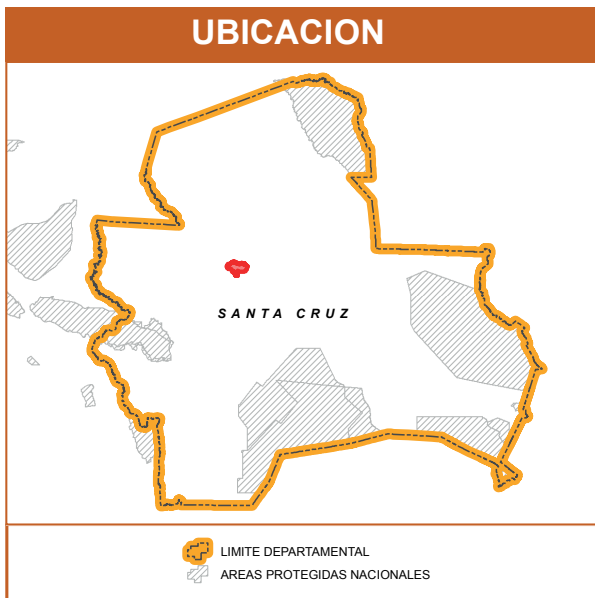 UBICACION
SANTA CRUZ
LIMITE DEPARTAMENTAL
AREAS PROTEGIDAS NACIONALES